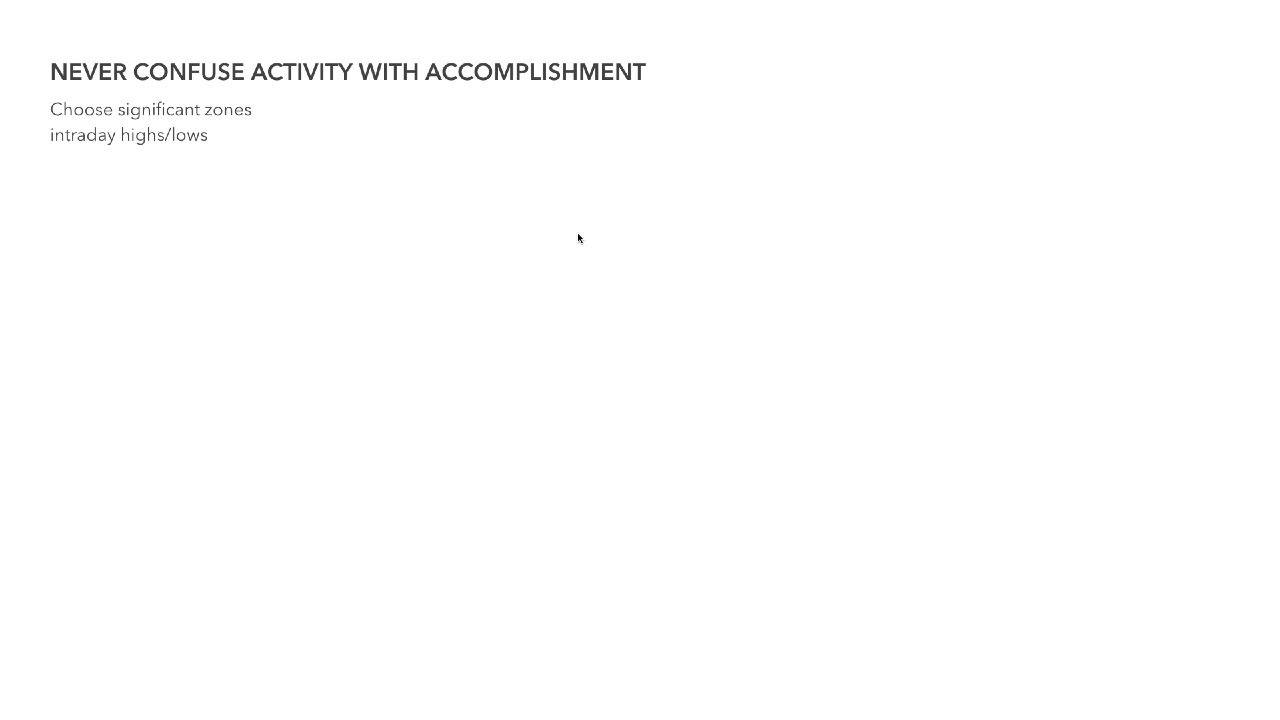 NEVER CONFUSE ACTIVITY WITH ACCOMPLISHMENT
Choose significant zones
intraday highs/lows